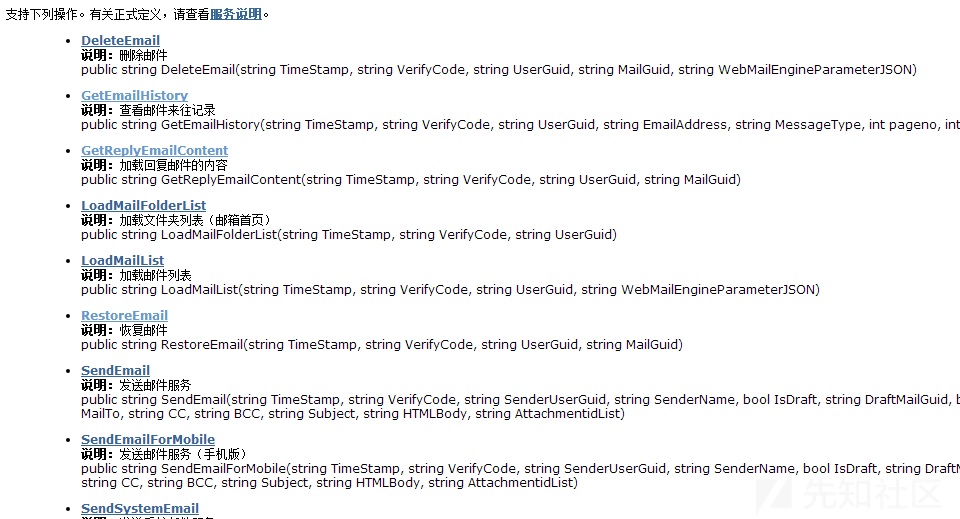 支持下列操作。有关正式定义，请查看服务说明。
DeleteEmail
说明：删除邮件
public string DeleteEmail(string TimeStamp, string VerifyCode, string UserGuid, string MailGuid, string WebMailEngineParameterJSON)
GetEmailHistory
说明：查看邮件来往记录
public string GetEmailHistory(string TimeStamp, string VerifyCode, string UserGuid, string EmailAddress, string MessageType, int pageno, int
GetReplyEmailContent
说明：加载回复邮件的内容
public string GetReplyEmailContent(string TimeStamp, string VerifyCode, string UserGuid, string MailGuid)
LoadMailFolderList
说明：加载文件夹列表（邮箱首页）
public string LoadMailFolderList(string TimeStamp, string VerifyCode, string UserGuid)
LoadMailList
说明：加载邮件列表
public string LoadMailList(string TimeStamp, string VerifyCode, string UserGuid, string WebMailEngineParameterJSON)
RestoreEmail
说明：恢复邮件
public string RestoreEmail(string TimeStamp, string VerifyCode, string UserGuid, string MailGuid)
SendEmail
说明：发送邮件服务
public string SendEmail(string TimeStamp, string VerifyCode, string SenderUserGuid, string SenderName, bool IsDraft, string DraftMailGuid,
MailTo, string CC, string BCC, string Subject, string HTMLBody, string AttachmentidList)
SendEmailForMobile
说明：发送邮件服务（手机版）
public string SendEmailForMobile(string TimeStamp, string VerifyCode, string SenderUserGuid, string SenderName, bool IsDraft, string
string CC, string BCC, string Subject, string HTMLBody, string AttachmentidList)
SendSystemEmail
先知社区